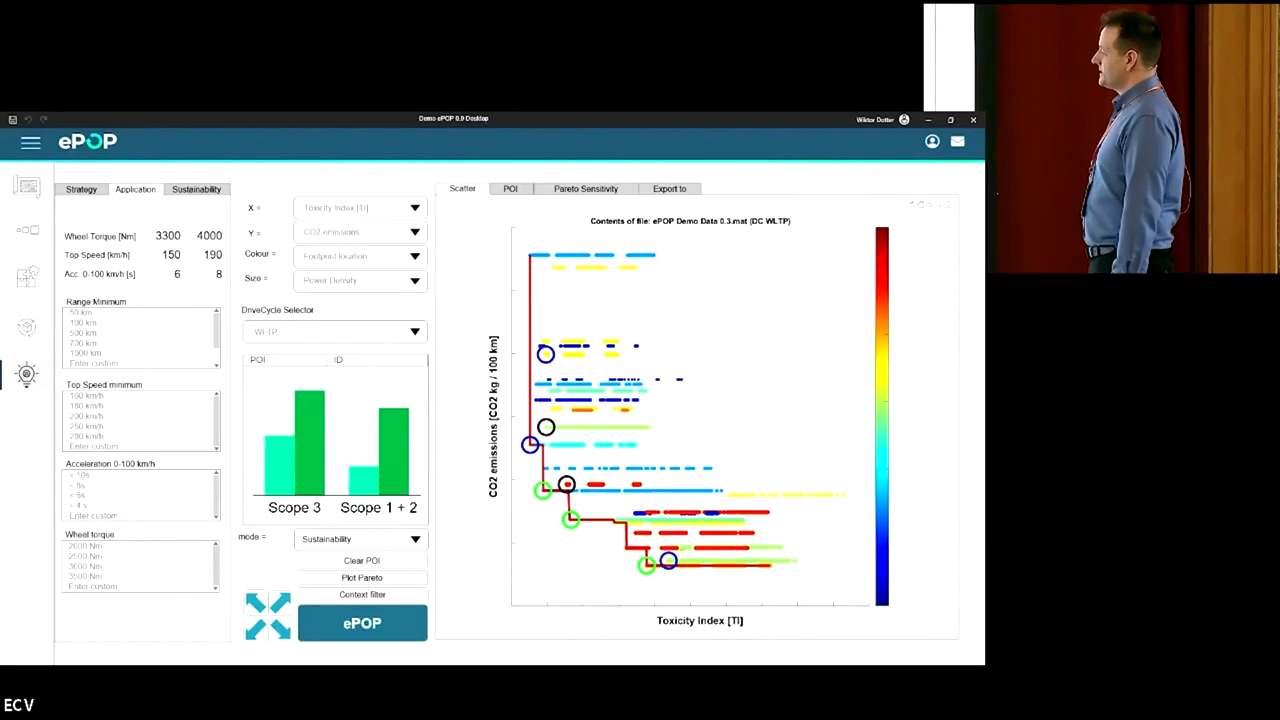 Demo ePOP 0.9 Desktop
Wiktor Dotter
ePOP
Strategy Application Sustainability
Wheel Torque [Nm] 3300 4000
Top Speed [km/h] 150 190
Acc. 0-100 km/h [s] 6 8
Range Minimum
50 km
100 km
500 km
700 km
1000 km
Enter custom
Top Speed minimum
160 km/h
180 km/h
200 km/h
250 km/h
280 km/h
Enter custom
Acceleration 0-100 km/h
< 10s
< 8s
< 6s
< 4 s
Enter custom
Wheel torque
2000 Nm
2500 Nm
3000 Nm
3500 Nm
Enter custom
X = Toxicity Index [TI]
Y = CO2 emissions
Colour = Footprint location
Size = Power Density
DriveCycle Selector
WLTP
POI ID
Scope 3 Scope 1 + 2
mode = Sustainability
Clear POI
Plot Pareto
Context filter
ePOP
Scatter POI Pareto Sensitivity Export to
Contents of file: ePOP Demo Data 0.3.mat (DC WLTP)
CO2 emissions [CO2 kg / 100 km]
Toxicity Index [TI]
ECV